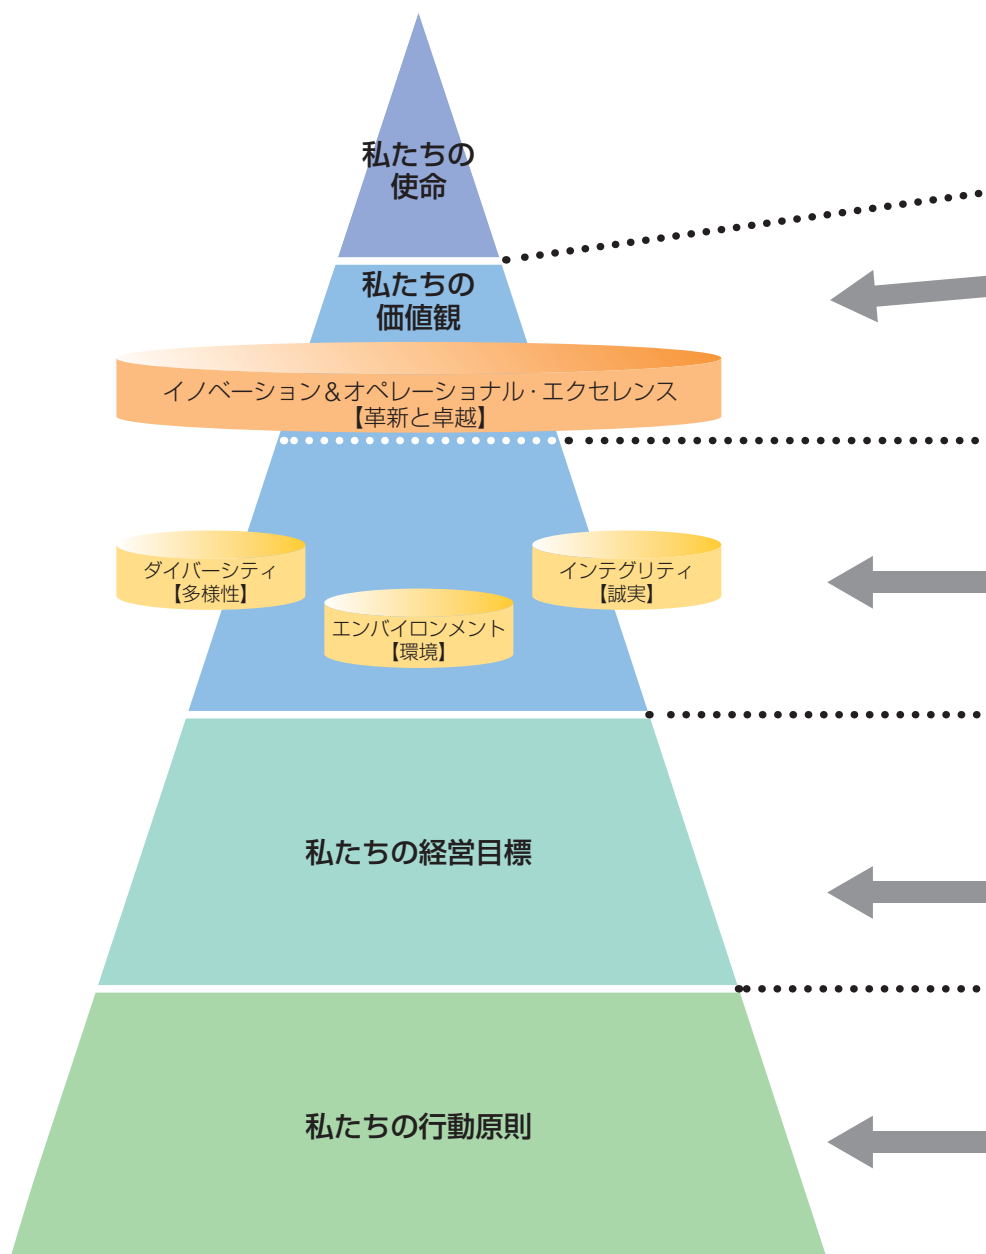 私たちの
使命
私たちの
価値観
イノベーション＆オペレーショナル・エクセレンス
【革新と卓越】
ダイバーシティ
【多様性】
インテグリティ
【誠実】
エンバイロンメント
【環境】
私たちの経営目標
私たちの行動原則